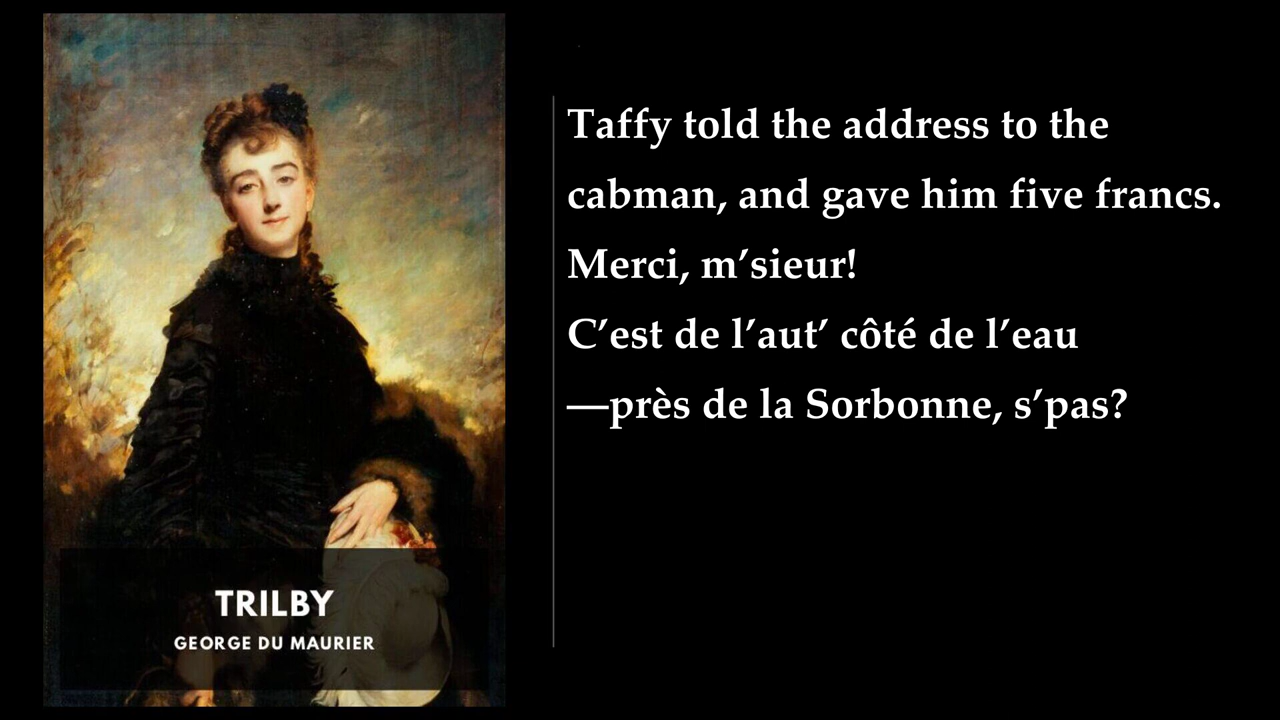 TRILBY
GEORGE DU MAURIER
Taffy told the address to the
cabman, and gave him five francs.
Merci, m’sieur!
C’est de l’aut’ côté de l’eau
—près de la Sorbonne, s’pas?